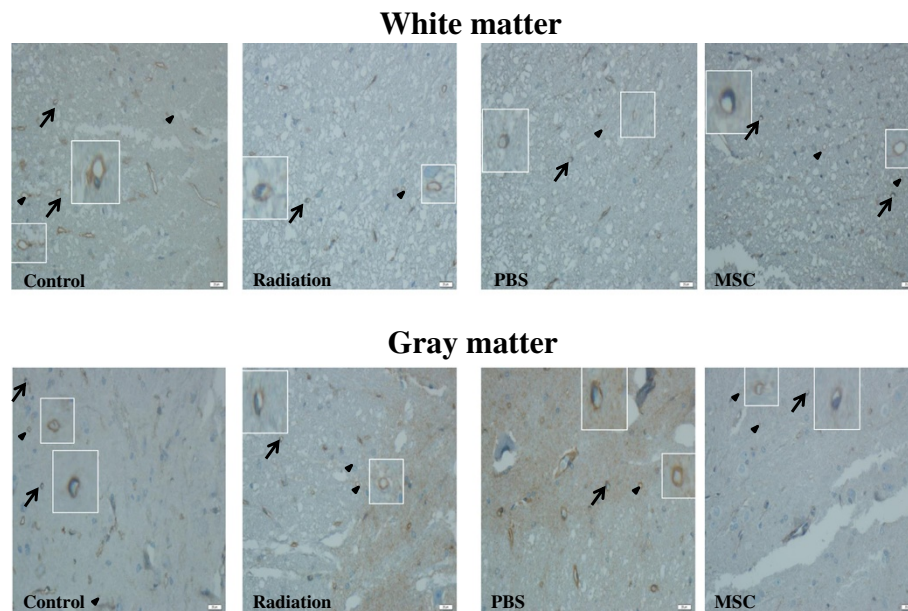 White matter
Control
Radiation
PBS
MSC
Gray matter
Control
Radiation
PBS
MSC